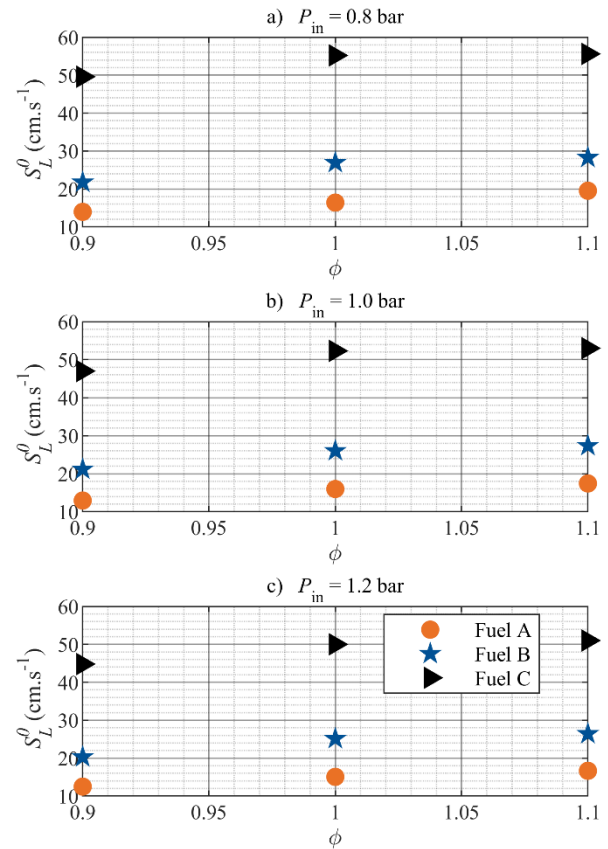 a) P_in = 0.8 bar
60
50
40
30
20
10
S_L^0 (cm.s⁻¹)
0.9 0.95 1 1.05 1.1
ϕ
b) P_in = 1.0 bar
60
50
40
30
20
10
S_L^0 (cm.s⁻¹)
0.9 0.95 1 1.05 1.1
ϕ
c) P_in = 1.2 bar
60
50
40
30
20
10
S_L^0 (cm.s⁻¹)
Fuel A
Fuel B
Fuel C
0.9 0.95 1 1.05 1.1
ϕ